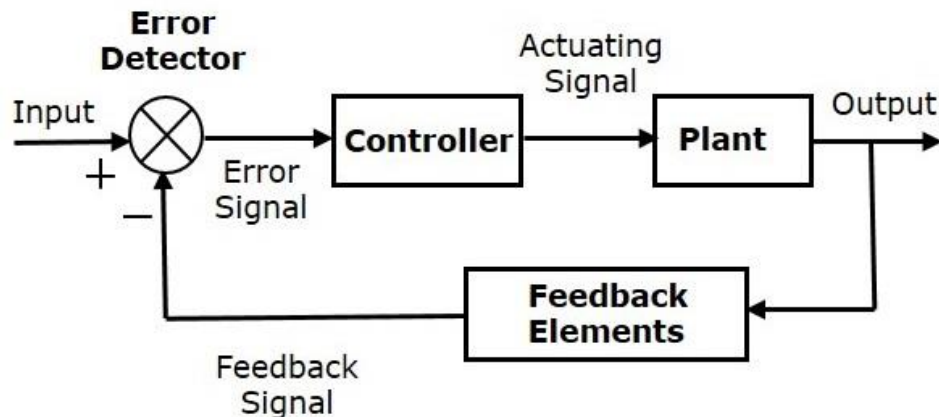 Error
Detector
Input
+
−
Error
Signal
Controller
Actuating
Signal
Plant
Output
Feedback
Elements
Feedback
Signal